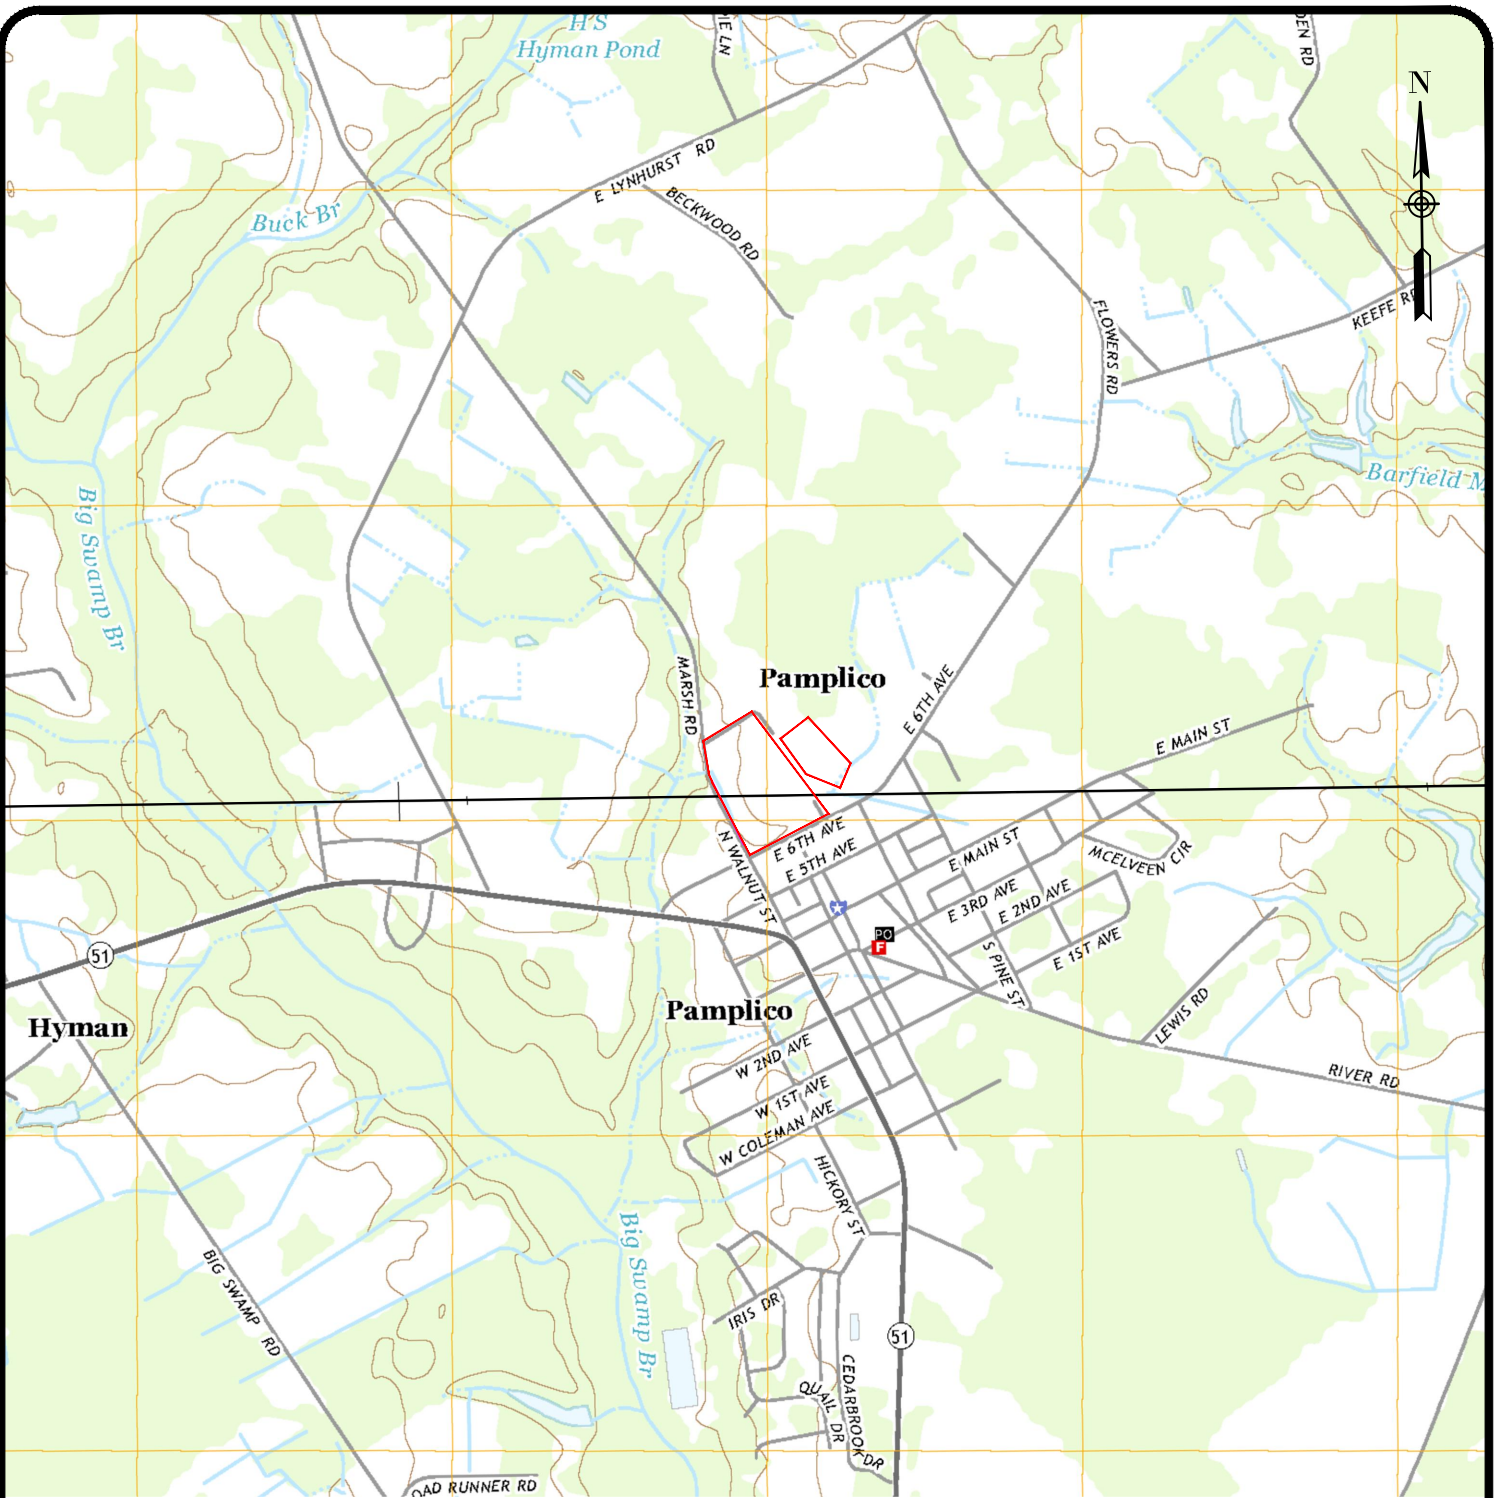 H S
Hyman Pond
N
E LYNHURST RD
BECKWOOD RD
Buck Br
FLOWERS RD
KEEFE RD
Barfield M
Big Swamp Br
MARSH RD
Pamplico
E 6TH AVE
E MAIN ST
N WALNUT ST
E 6TH AVE
E 5TH AVE
E MAIN ST
MCELVEEN CIR
E 3RD AVE
E 2ND AVE
PO
F
E 1ST AVE
S PINE ST
51
LEWIS RD
Hyman
Pamplico
W 2ND AVE
RIVER RD
W 1ST AVE
W COLEMAN AVE
HICKORY ST
Big Swamp Br
BIG SWAMP RD
IRIS DR
51
CEDARBROOK DR
QUAIL DR
OAD RUNNER RD